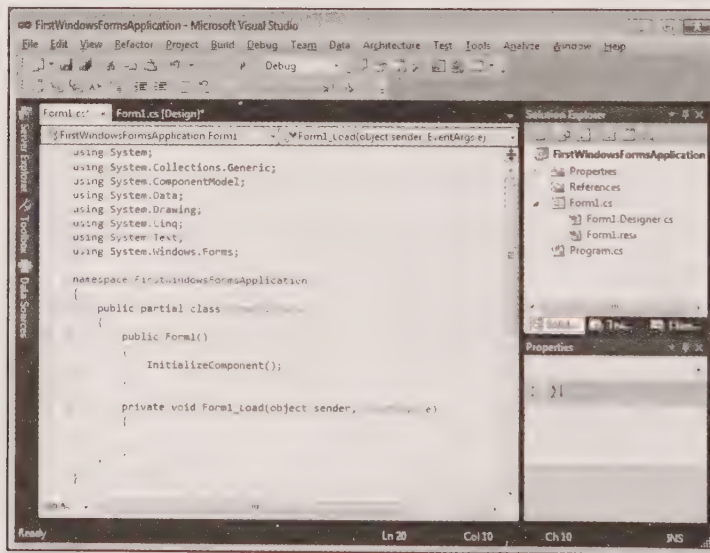 FirstWindowsFormsApplication - Microsoft Visual Studio
File Edit View Refactor Project Build Debug Team Data Architecture Test Tools Analyze Window Help
Debug
Form1.cs* Form1.cs [Design]*
FirstWindowsFormsApplication.Form1 Form1_Load(object sender, EventArgs e)
using System;
using System.Collections.Generic;
using System.ComponentModel;
using System.Data;
using System.Drawing;
using System.Linq;
using System.Text;
using System.Windows.Forms;
namespace FirstWindowsFormsApplication
{
public partial class
{
public Form1()
{
InitializeComponent();
private void Form1_Load(object sender, e)
{
}
Ready Ln 20 Col 10 Ch 10 INS
Server Explorer
Toolbox
Data Sources
Solution Explorer
FirstWindowsFormsApplication
Properties
References
Form1.cs
Form1.Designer.cs
Form1.resx
Program.cs
Properties